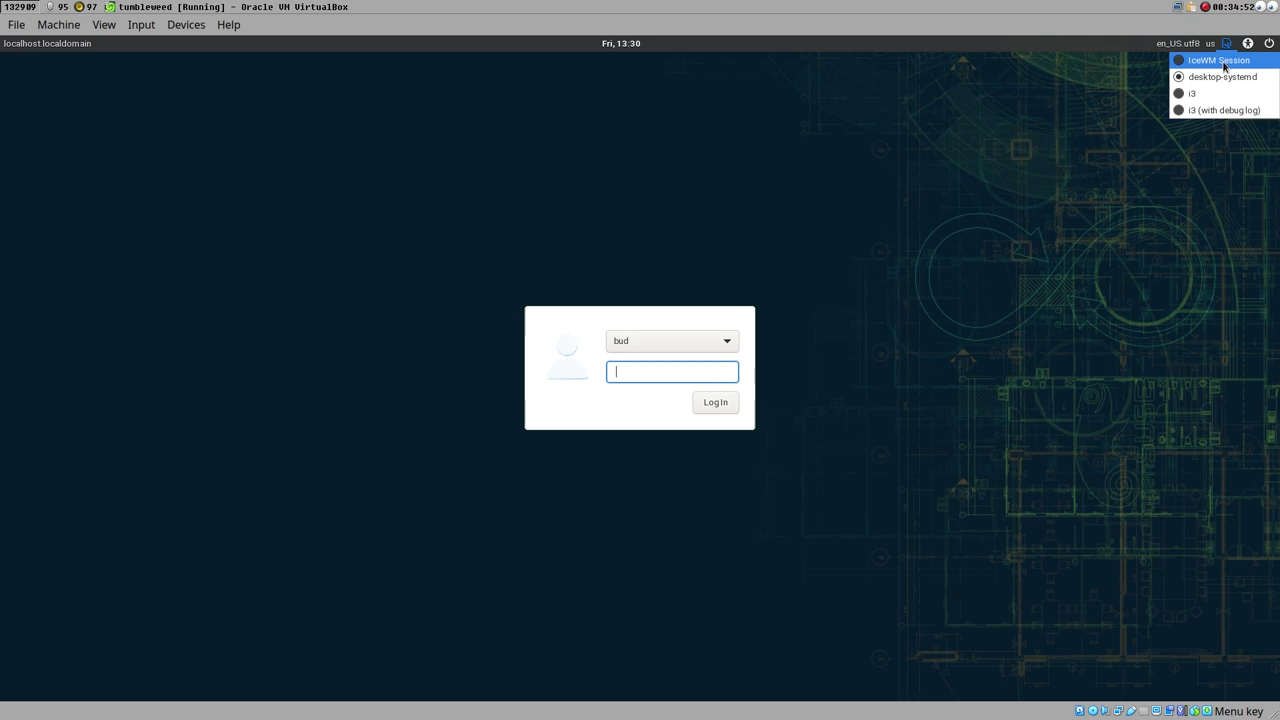 132909 95 97 tumbleweed [Running] - Oracle VM VirtualBox 00:34:52
File Machine View Input Devices Help
localhost.localdomain Fri, 13:30 en_US.utf8 us
IceWM Session
desktop-systemd
i3
i3 (with debug log)
bud
Log In
Menu key